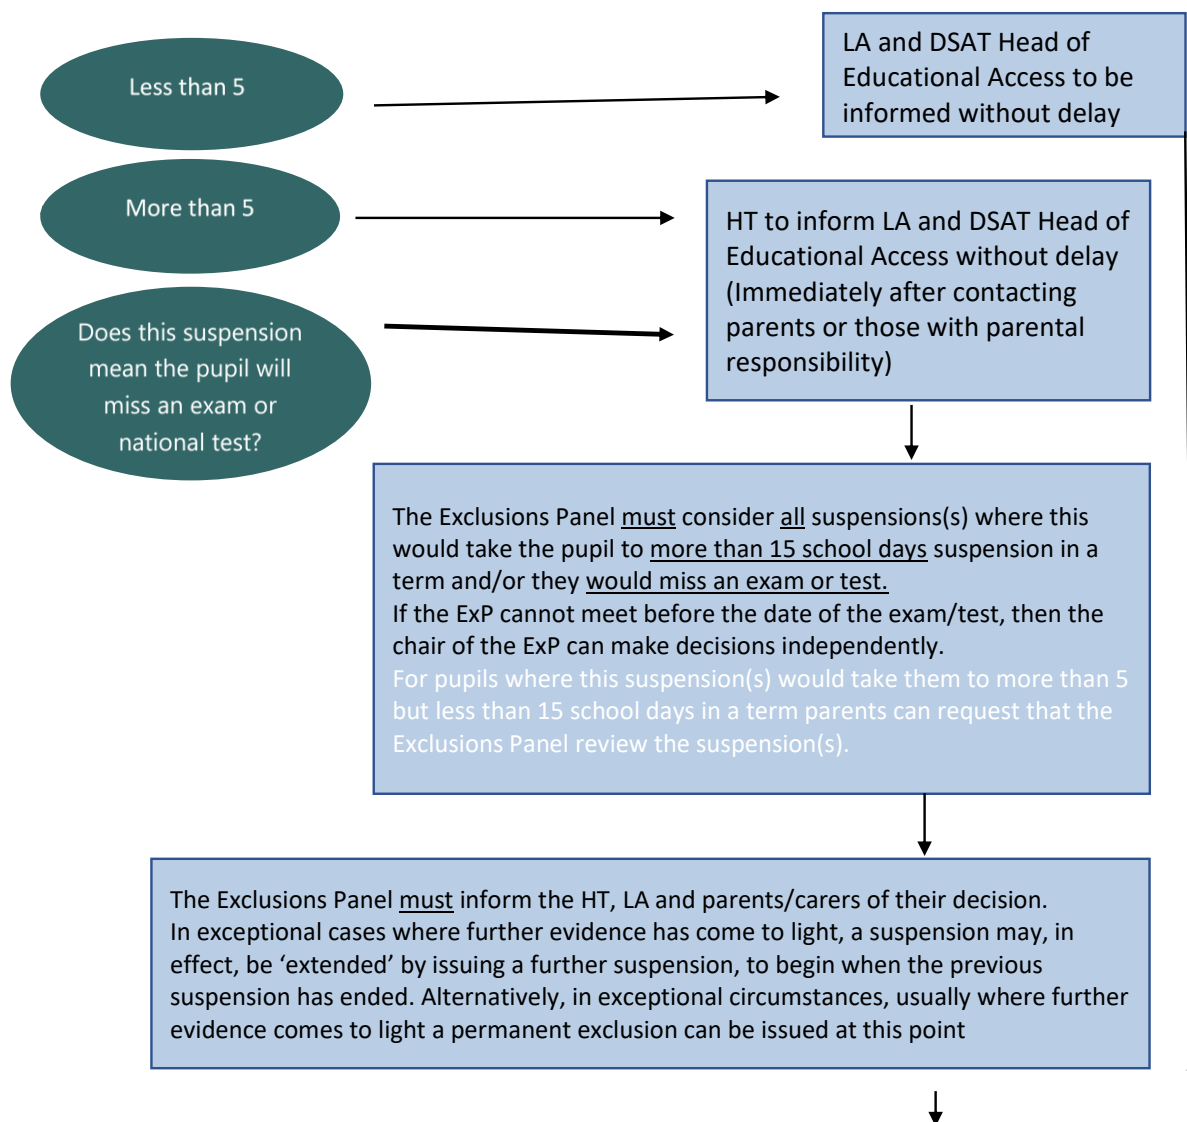 Less than 5
LA and DSAT Head of
Educational Access to be
informed without delay
More than 5
HT to inform LA and DSAT Head of
Educational Access without delay
(Immediately after contacting
parents or those with parental
responsibility)
Does this suspension
mean the pupil will
miss an exam or
national test?
The Exclusions Panel must consider all suspensions(s) where this
would take the pupil to more than 15 school days suspension in a
term and/or they would miss an exam or test.
If the ExP cannot meet before the date of the exam/test, then the
chair of the ExP can make decisions independently.
For pupils where this suspension(s) would take them to more than 5
but less than 15 school days in a term parents can request that the
Exclusions Panel review the suspension(s).
The Exclusions Panel must inform the HT, LA and parents/carers of their decision.
In exceptional cases where further evidence has come to light, a suspension may, in
effect, be ‘extended’ by issuing a further suspension, to begin when the previous
suspension has ended. Alternatively, in exceptional circumstances, usually where further
evidence comes to light a permanent exclusion can be issued at this point